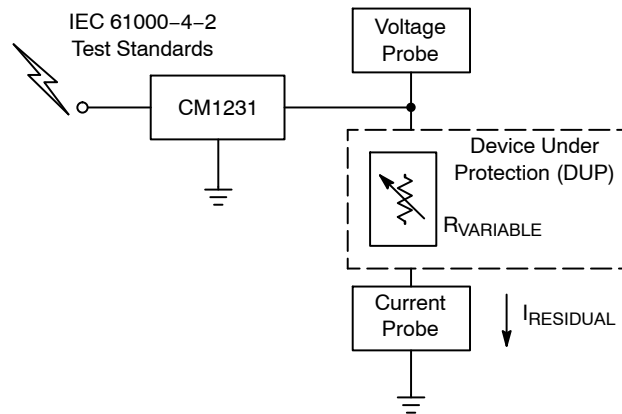 IEC 61000−4−2
Test Standards
Voltage
Probe
CM1231
Device Under
Protection (DUP)
RVARIABLE
Current
Probe
IRESIDUAL